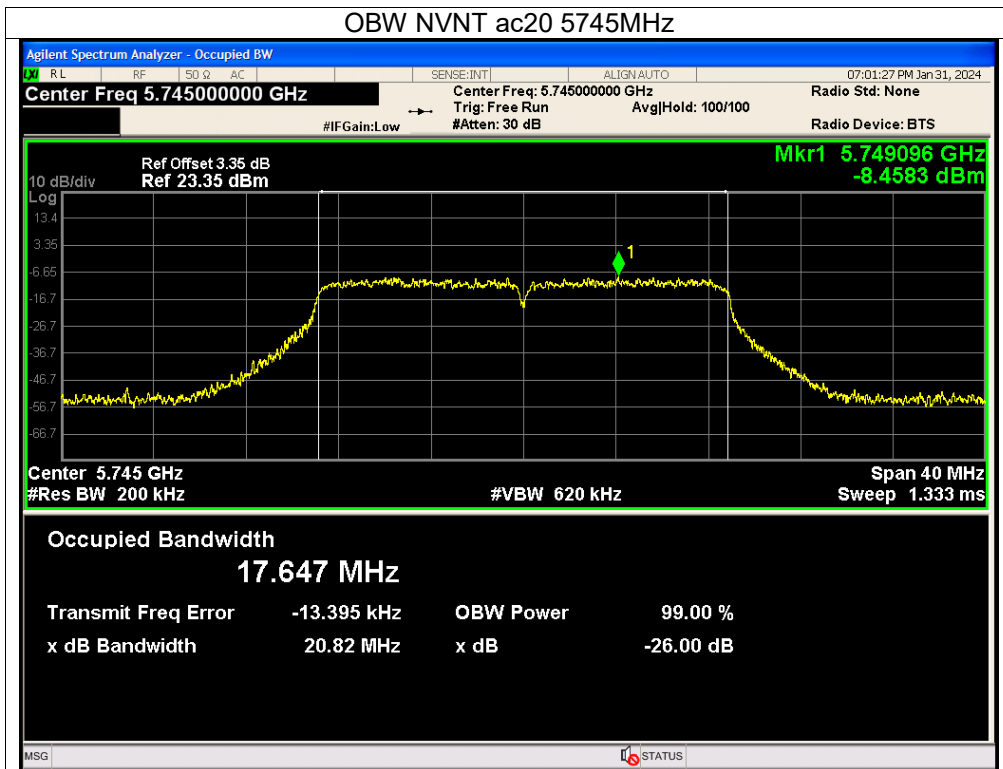 OBW NVNT ac20 5745MHz
Agilent Spectrum Analyzer - Occupied BW
LXI RL RF 50 Ω AC SENSE:INT ALIGN AUTO 07:01:27 PM Jan 31, 2024
Center Freq 5.745000000 GHz Center Freq: 5.745000000 GHz Radio Std: None
Trig: Free Run Avg|Hold: 100/100
#IFGain:Low #Atten: 30 dB Radio Device: BTS
Mkr1 5.749096 GHz
-8.4583 dBm
Ref Offset 3.35 dB
10 dB/div Ref 23.35 dBm
Log
13.4
3.35
-6.65
-16.7
-26.7
-36.7
-46.7
-56.7
-66.7
1
Center 5.745 GHz Span 40 MHz
#Res BW 200 kHz #VBW 620 kHz Sweep 1.333 ms
Occupied Bandwidth
17.647 MHz
Transmit Freq Error -13.395 kHz OBW Power 99.00 %
x dB Bandwidth 20.82 MHz x dB -26.00 dB
MSG STATUS